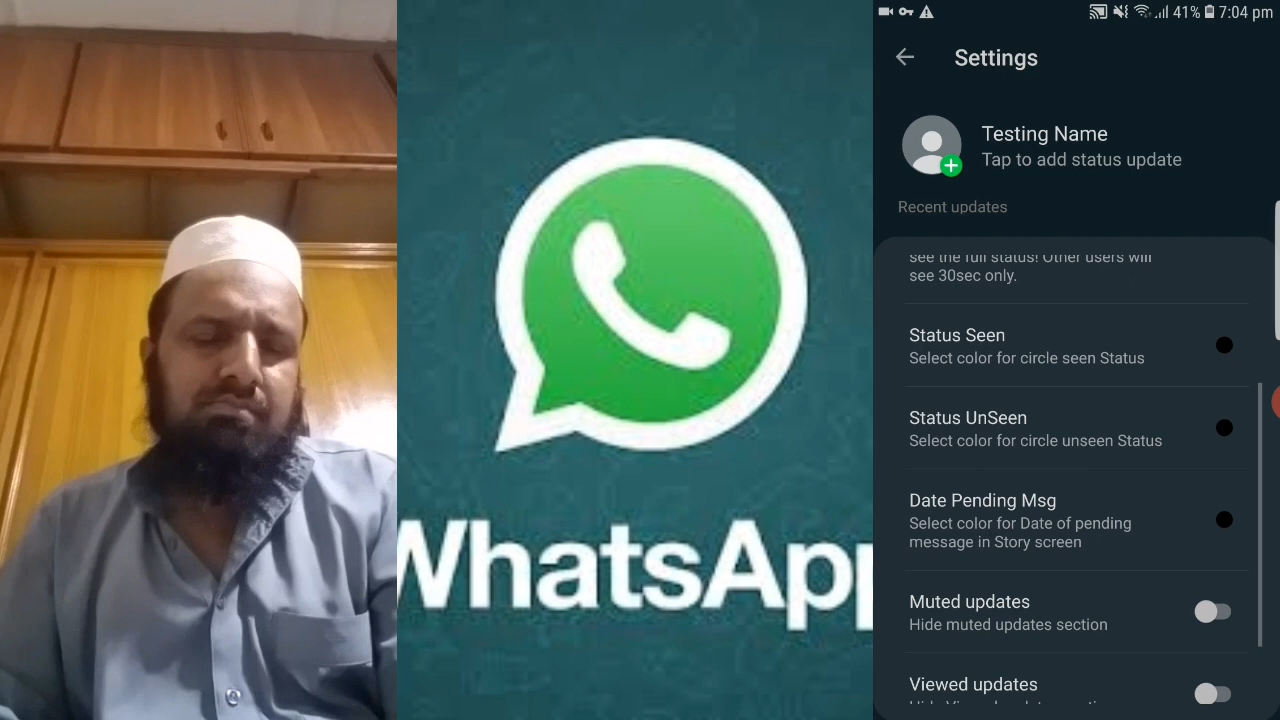 WhatsApp
41% 7:04 pm
Settings
Testing Name
Tap to add status update
Recent updates
see the full status! Other users will
see 30sec only.
Status Seen
Select color for circle seen Status
Status UnSeen
Select color for circle unseen Status
Date Pending Msg
Select color for Date of pending
message in Story screen
Muted updates
Hide muted updates section
Viewed updates